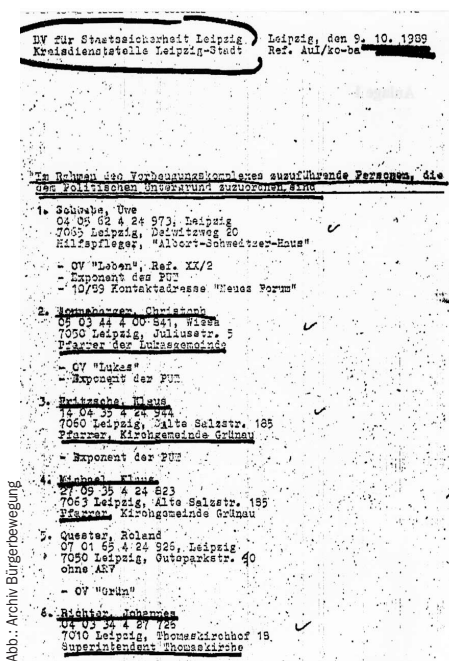 BV für Staatssicherheit Leipzig
Kreisdienststelle Leipzig-Stadt
Leipzig, den 9. 10. 1989
Ref. AuI/ko-ba
Im Rahmen des Vorbeugungskomplexes zuzuführende Personen, die
dem Politischen Untergrund zuzuordnen sind
1. Schwabe, Uwe
04 05 62 4 24 973, Leipzig
7065 Leipzig, 20
Hilfspfleger, "Albert-Schweitzer-Haus"
- OV "Leben", Ref. XX/2
- Exponent des PUT
- 10/89 Kontaktadresse "Neues Forum"
2. Wonneberger, Christoph
05 03 44 4 00 841, Wiesa
7050 Leipzig, Juliusstr. 5
Pfarrer der Lukasgemeinde
- OV "Lukas"
- Exponent der PUT
3. Fritzsche, Klaus
14 04 35 4 24 944
7060 Leipzig, Alte Salzstr. 185
Pfarrer, Kirchgemeinde Grünau
- Exponent der PUT
4. Michael, Klaus
27 09 35 4 24 823
7063 Leipzig, Alte Salzstr. 185
Pfarrer, Kirchgemeinde Grünau
5. Quester, Roland
07 01 65 4 24 926, Leipzig
7050 Leipzig, Gutsparkstr. 40
ohne ARV
- OV "Grün"
6. Richter, Johannes
04 03 34 4 27 726
7010 Leipzig, Thomaskirchhof 18
Superintendent Thomaskirche
Abb.: Archiv Bürgerbewegung